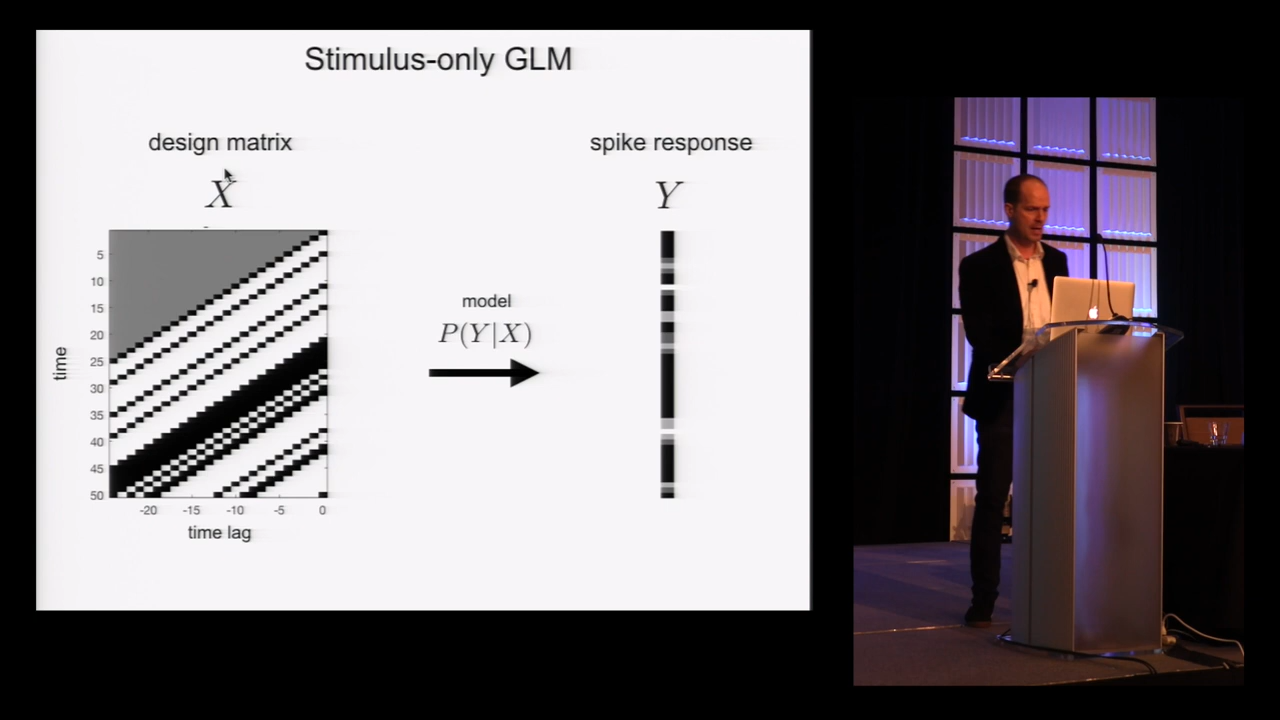 Stimulus-only GLM
design matrix
X
5
10
15
20
25
30
35
40
45
50
time
-20 -15 -10 -5 0
time lag
model
P(Y|X)
spike response
Y